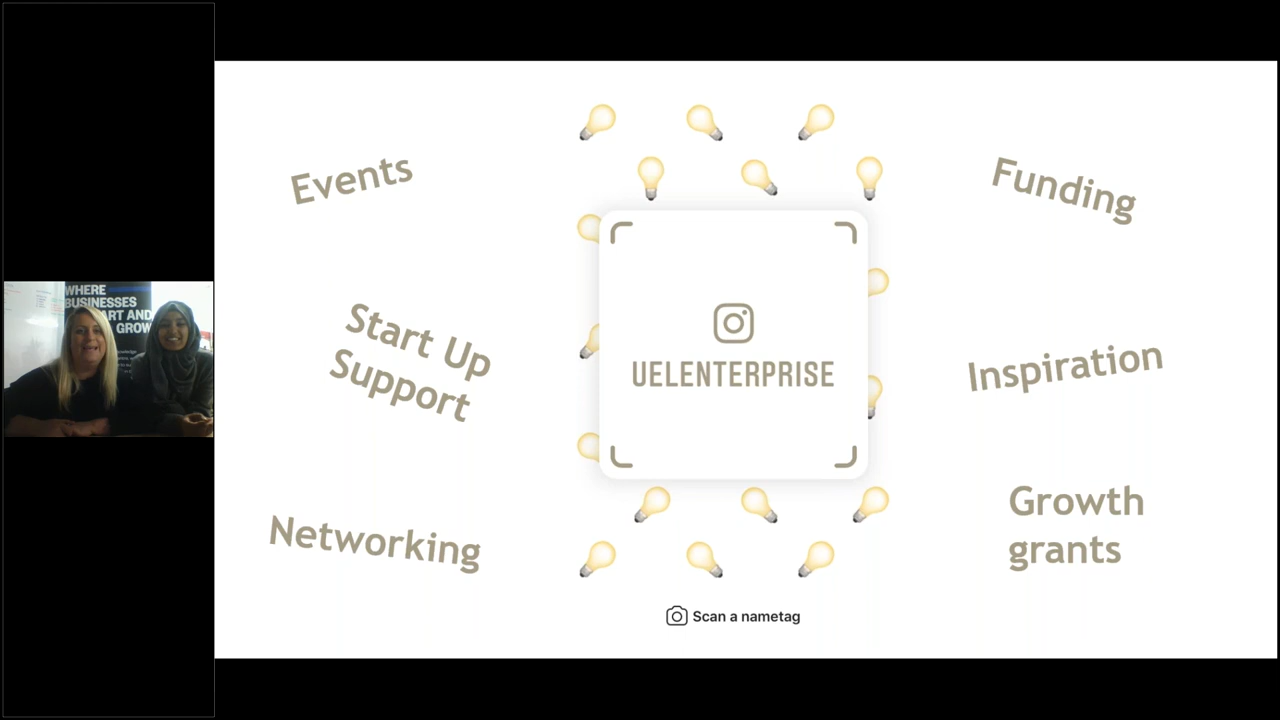 WHERE
BUSINESSES
ART AND
GROW
Events
Funding
Start Up
Support
UELENTERPRISE
Inspiration
Networking
Growth
grants
Scan a nametag